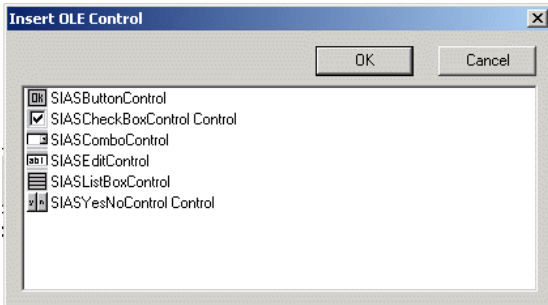 Insert OLE Control
OK
Cancel
SIASButtonControl
SIASCheckBoxControl Control
SIASComboControl
SIASEditControl
SIASListBoxControl
SIASYesNoControl Control